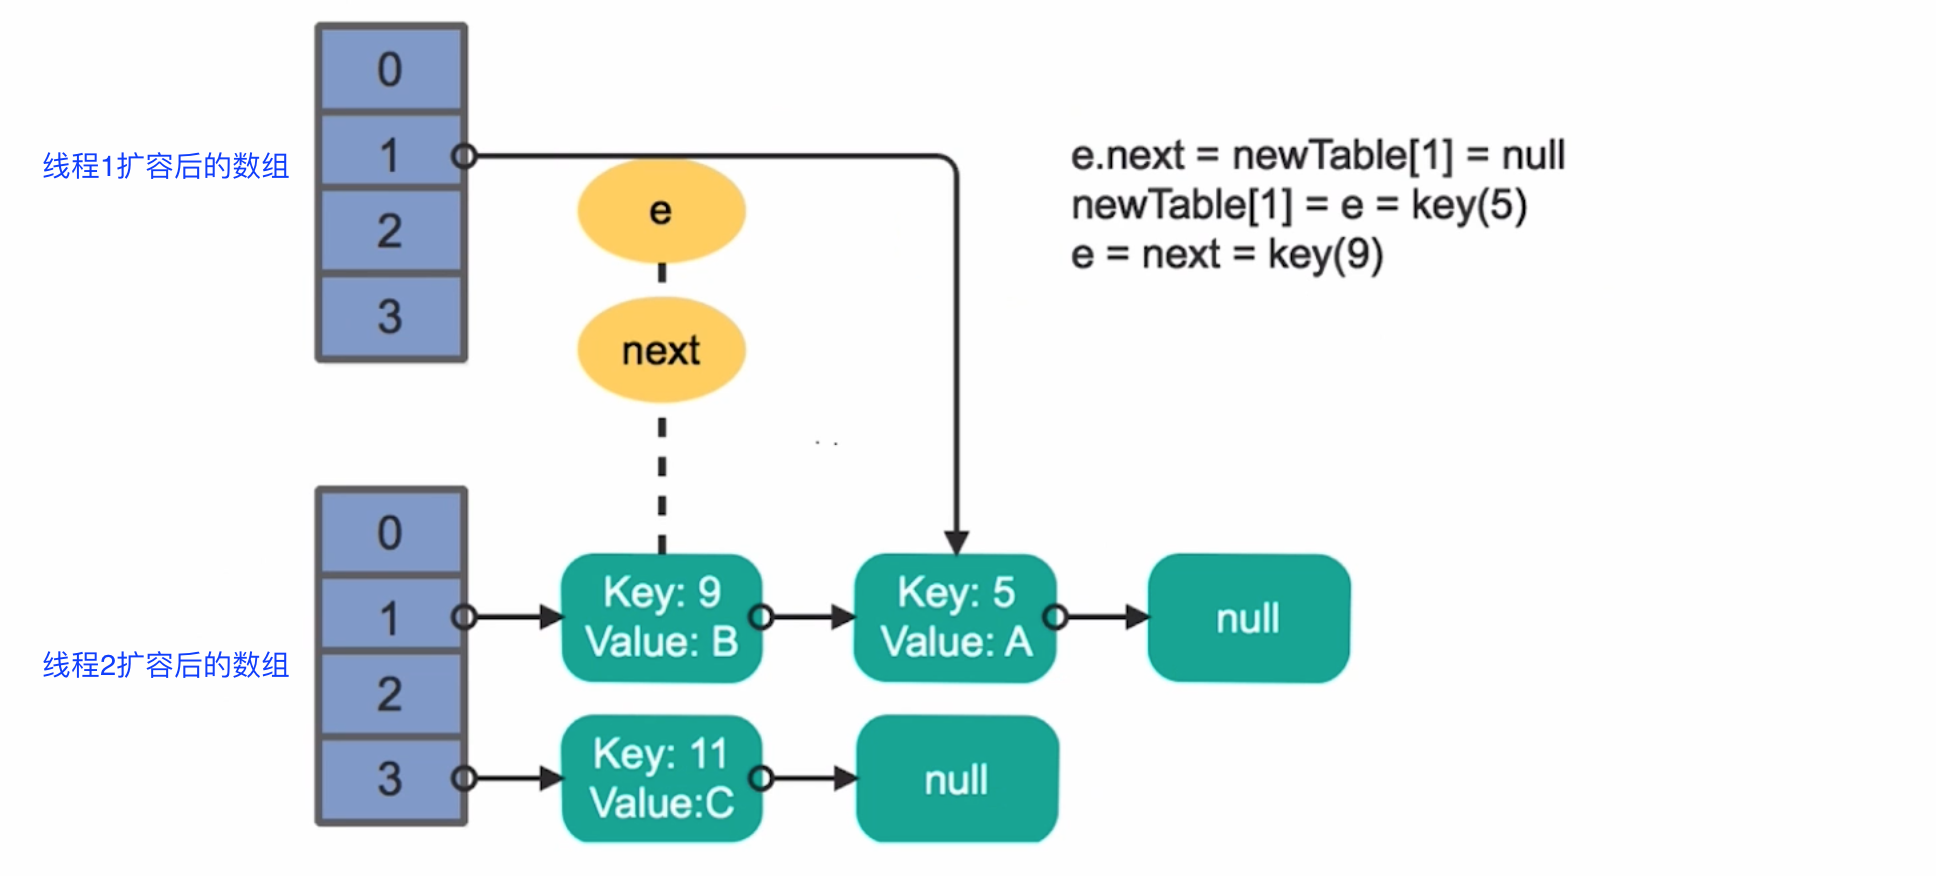 0
线程1扩容后的数组
1
2
3
e
next
e.next = newTable[1] = null
newTable[1] = e = key(5)
e = next = key(9)
0
线程2扩容后的数组
1
2
3
Key: 9
Value: B
Key: 5
Value: A
null
Key: 11
Value:C
null